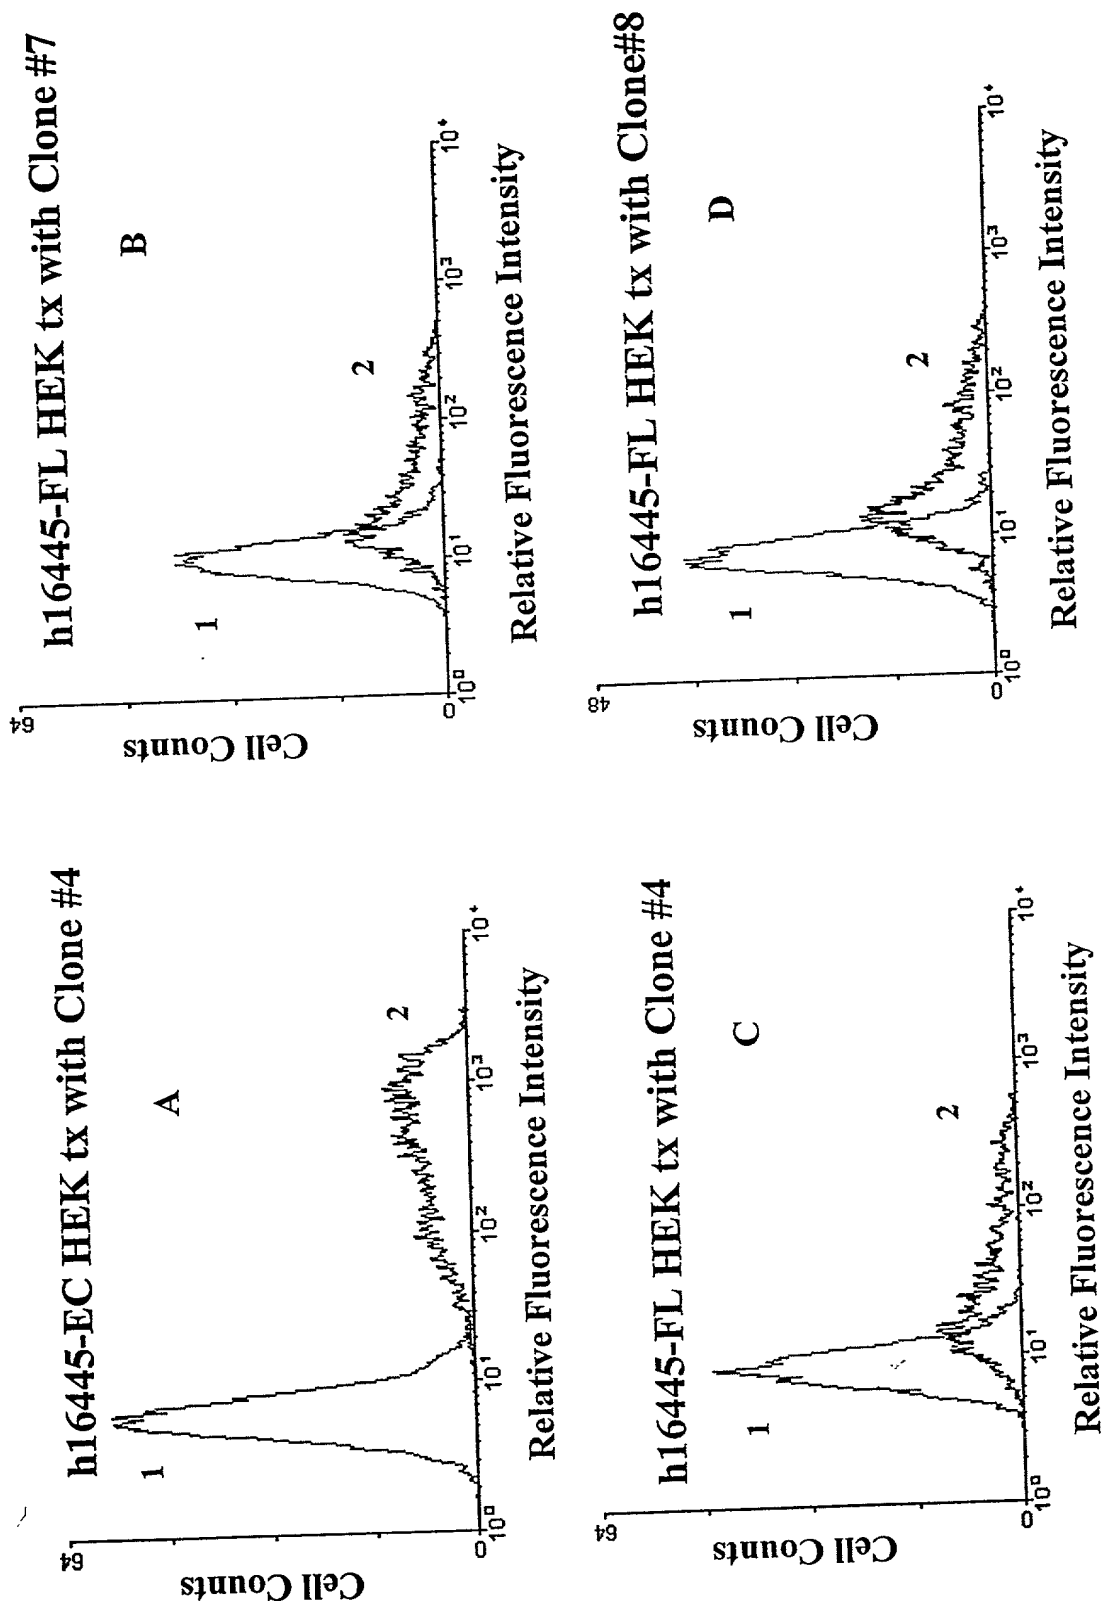 h16445-EC HEK tx with Clone #4
A
1
2
64
0
Cell Counts
10⁰
10¹
10²
10³
10⁴
Relative Fluorescence Intensity
h16445-FL HEK tx with Clone #7
B
1
2
64
0
Cell Counts
10⁰
10¹
10²
10³
10⁴
Relative Fluorescence Intensity
h16445-FL HEK tx with Clone #4
C
1
2
64
0
Cell Counts
10⁰
10¹
10²
10³
10⁴
Relative Fluorescence Intensity
h16445-FL HEK tx with Clone#8
D
1
2
48
0
Cell Counts
10⁰
10¹
10²
10³
10⁴
Relative Fluorescence Intensity